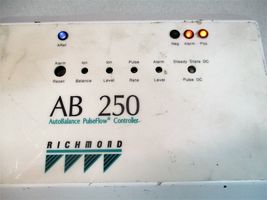 XRail
Neg Alarm Pos
Alarm Ion Ion Pulse Alarm Steady State DC
Reset Balance Level Rate Level Pulse DC
AB 250
AutoBalance PulseFlow® Controller
RICHMOND